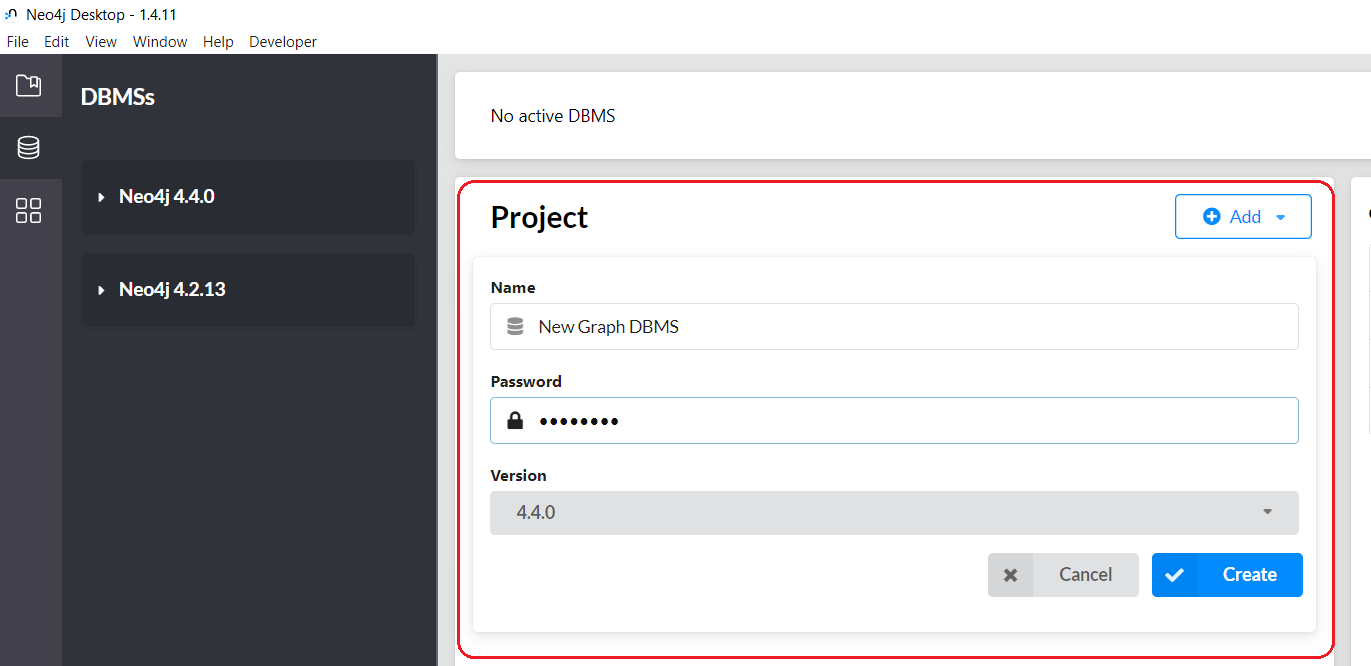 Neo4j Desktop - 1.4.11
File Edit View Window Help Developer
DBMSs
Neo4j 4.4.0
Neo4j 4.2.13
No active DBMS
Project
Add
Name
New Graph DBMS
Password
••••••••
Version
4.4.0
Cancel
Create